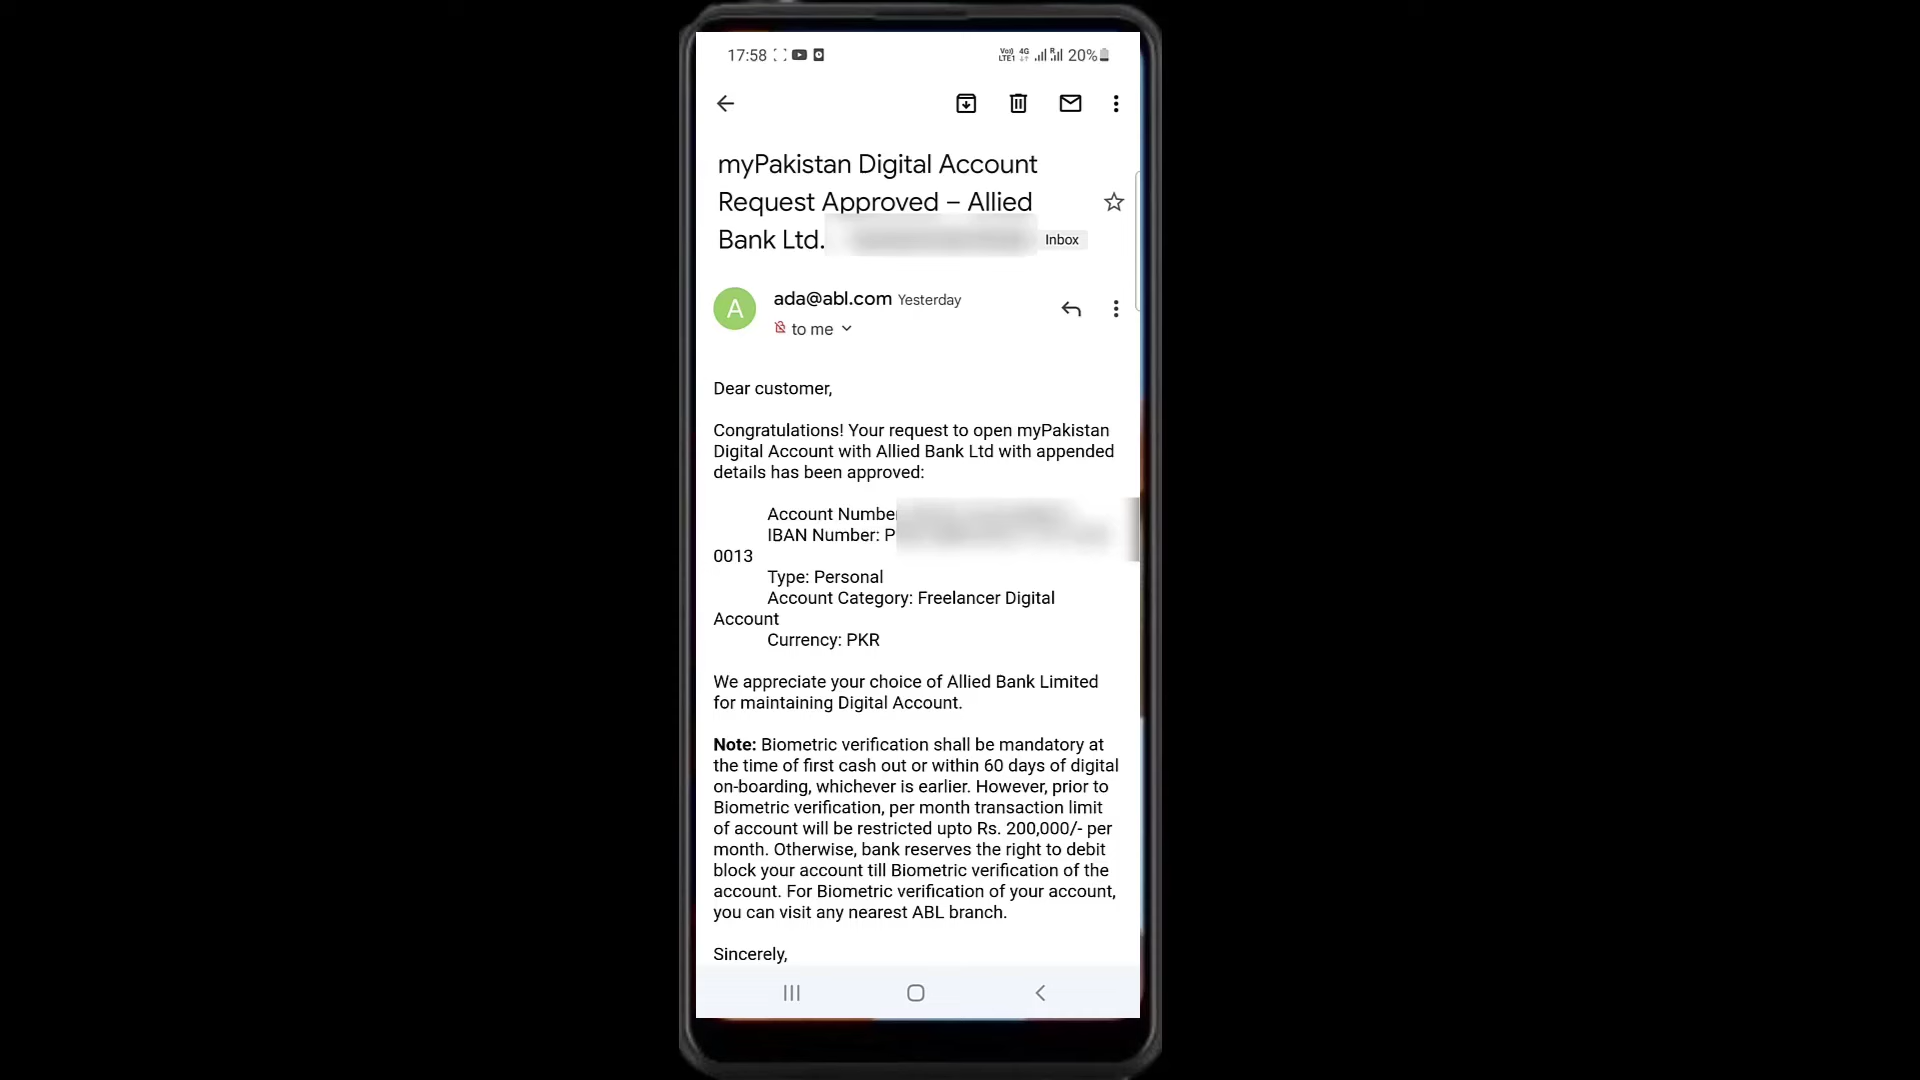 17:58
Vo) 4G
LTE1 R 20%
myPakistan Digital Account
Request Approved – Allied
Bank Ltd.
Inbox
A
ada@abl.com Yesterday
to me
Dear customer,
Congratulations! Your request to open myPakistan
Digital Account with Allied Bank Ltd with appended
details has been approved:
Account Number
IBAN Number: P
0013
Type: Personal
Account Category: Freelancer Digital
Account
Currency: PKR
We appreciate your choice of Allied Bank Limited
for maintaining Digital Account.
Note: Biometric verification shall be mandatory at
the time of first cash out or within 60 days of digital
on-boarding, whichever is earlier. However, prior to
Biometric verification, per month transaction limit
of account will be restricted upto Rs. 200,000/- per
month. Otherwise, bank reserves the right to debit
block your account till Biometric verification of the
account. For Biometric verification of your account,
you can visit any nearest ABL branch.
Sincerely,